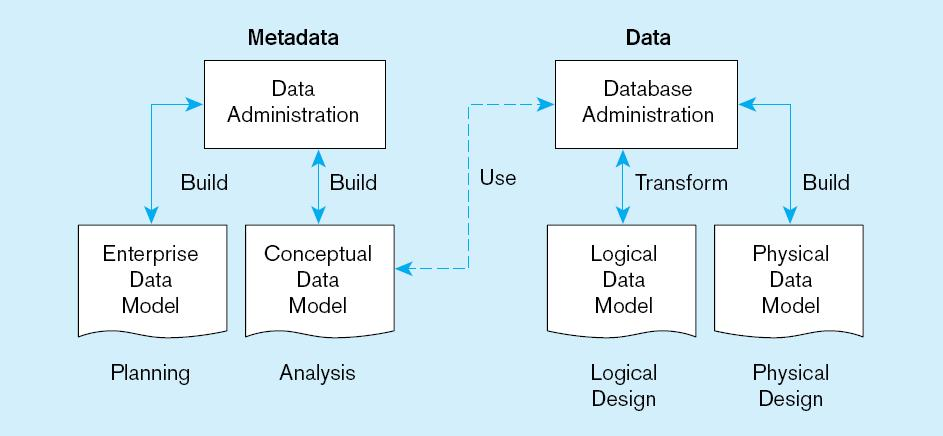 Metadata
Data
Data
Administration
Database
Administration
Build
Build
Use
Transform
Build
Enterprise
Data
Model
Conceptual
Data
Model
Logical
Data
Model
Physical
Data
Model
Planning
Analysis
Logical
Design
Physical
Design